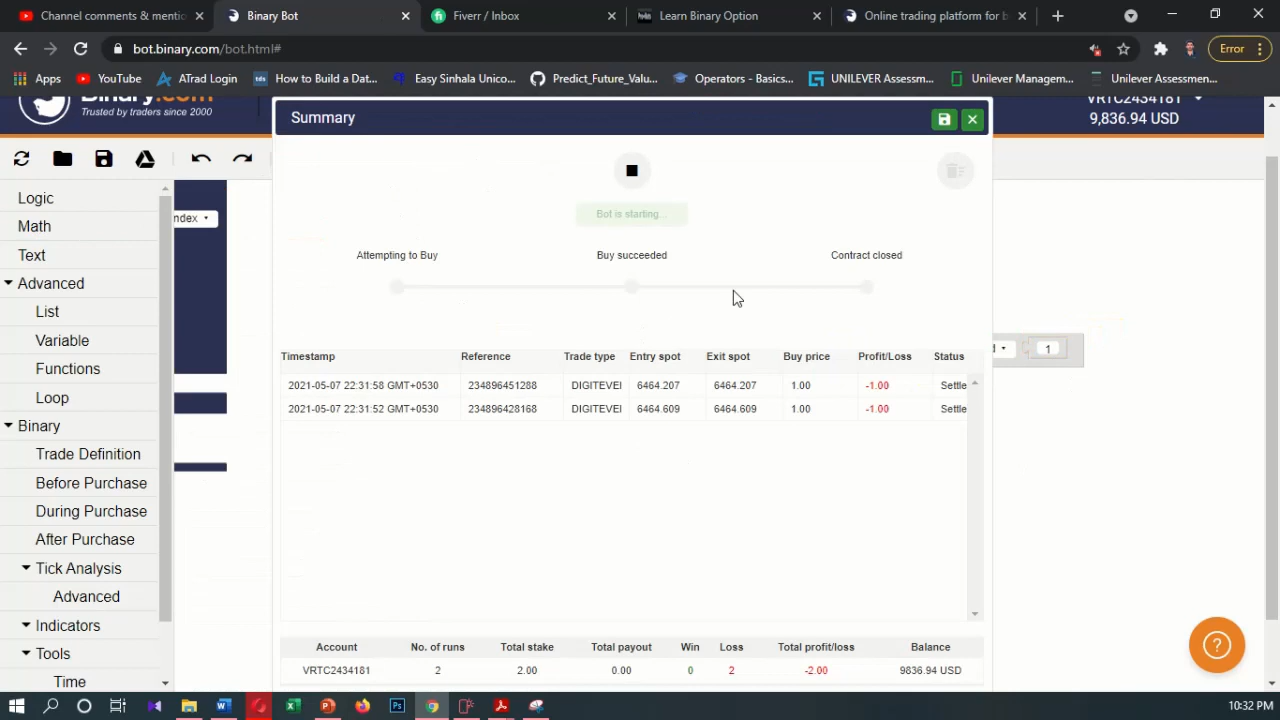 Channel comments & mentio
Binary Bot
Fiverr / Inbox
Learn Binary Option
Online trading platform for b
bot.binary.com/bot.html#
Error
Apps
YouTube
ATrad Login
How to Build a Dat...
Easy Sinhala Unico...
Predict_Future_Valu...
Operators - Basics...
UNILEVER Assessm...
Unilever Managem...
Unilever Assessmen...
Binary.com
Trusted by traders since 2000
VRTC2434181
9,836.94 USD
Summary
Logic
Math
Text
Advanced
List
Variable
Functions
Loop
Binary
Trade Definition
Before Purchase
During Purchase
After Purchase
Tick Analysis
Advanced
Indicators
Tools
Time
ndex
Bot is starting...
Attempting to Buy
Buy succeeded
Contract closed
Timestamp Reference Trade type Entry spot Exit spot Buy price Profit/Loss Status
2021-05-07 22:31:58 GMT+0530 234896451288 DIGITEVEI 6464.207 6464.207 1.00 -1.00 Settle
2021-05-07 22:31:52 GMT+0530 234896428168 DIGITEVEI 6464.609 6464.609 1.00 -1.00 Settle
d
1
Account No. of runs Total stake Total payout Win Loss Total profit/loss Balance
VRTC2434181 2 2.00 0.00 0 2 -2.00 9836.94 USD
10:32 PM